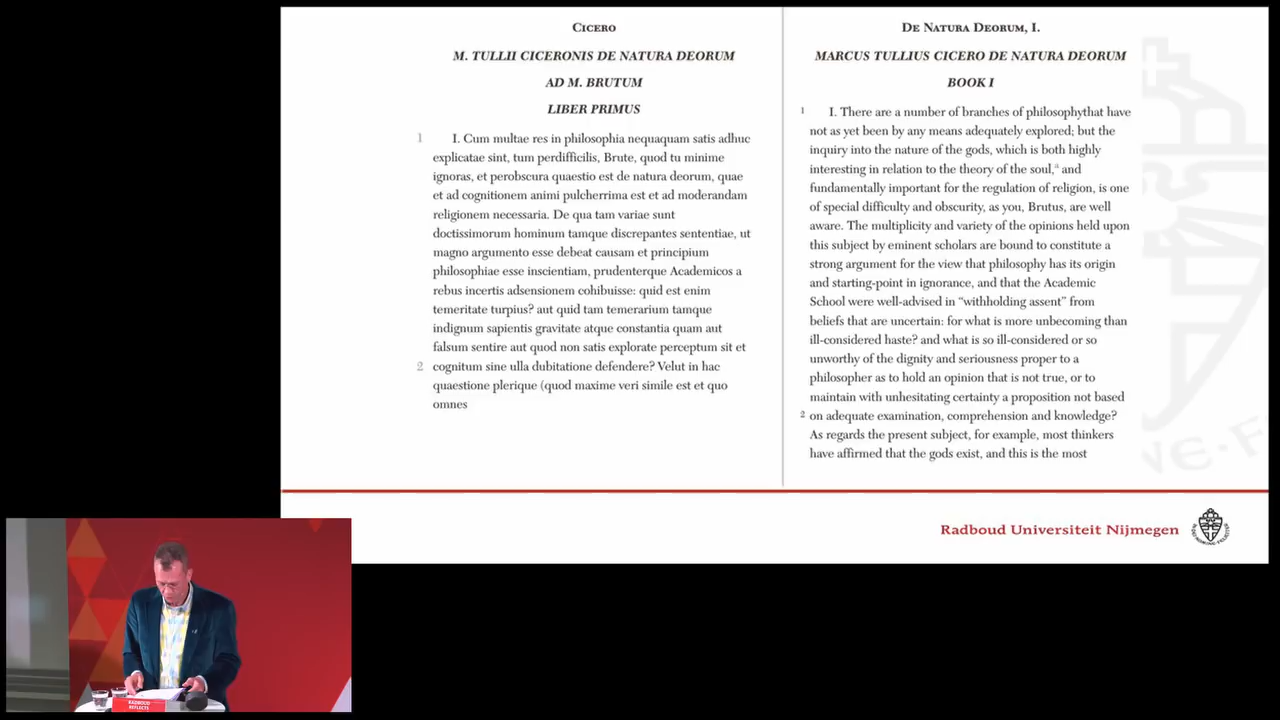 CICERO
M. TULLII CICERONIS DE NATURA DEORUM
AD M. BRUTUM
LIBER PRIMUS
1 I. Cum multae res in philosophia nequaquam satis adhuc
explicatae sint, tum perdifficilis, Brute, quod tu minime
ignoras, et perobscura quaestio est de natura deorum, quae
et ad cognitionem animi pulcherrima est et ad moderandam
religionem necessaria. De qua tam variae sunt
doctissimorum hominum tamque discrepantes sententiae, ut
magno argumento esse debeat causam et principium
philosophiae esse inscientiam, prudenterque Academicos a
rebus incertis adsensionem cohibuisse: quid est enim
temeritate turpius? aut quid tam temerarium tamque
indignum sapientis gravitate atque constantia quam aut
falsum sentire aut quod non satis explorate perceptum sit et
2 cognitum sine ulla dubitatione defendere? Velut in hac
quaestione plerique (quod maxime veri simile est et quo
omnes
DE NATURA DEORUM, I.
MARCUS TULLIUS CICERO DE NATURA DEORUM
BOOK I
1 I. There are a number of branches of philosophythat have
not as yet been by any means adequately explored; but the
inquiry into the nature of the gods, which is both highly
interesting in relation to the theory of the soul,a and
fundamentally important for the regulation of religion, is one
of special difficulty and obscurity, as you, Brutus, are well
aware. The multiplicity and variety of the opinions held upon
this subject by eminent scholars are bound to constitute a
strong argument for the view that philosophy has its origin
and starting-point in ignorance, and that the Academic
School were well-advised in “withholding assent” from
beliefs that are uncertain: for what is more unbecoming than
ill-considered haste? and what is so ill-considered or so
unworthy of the dignity and seriousness proper to a
philosopher as to hold an opinion that is not true, or to
maintain with unhesitating certainty a proposition not based
2 on adequate examination, comprehension and knowledge?
As regards the present subject, for example, most thinkers
have affirmed that the gods exist, and this is the most
Radboud Universiteit Nijmegen
RADBOUD
REFLECTS